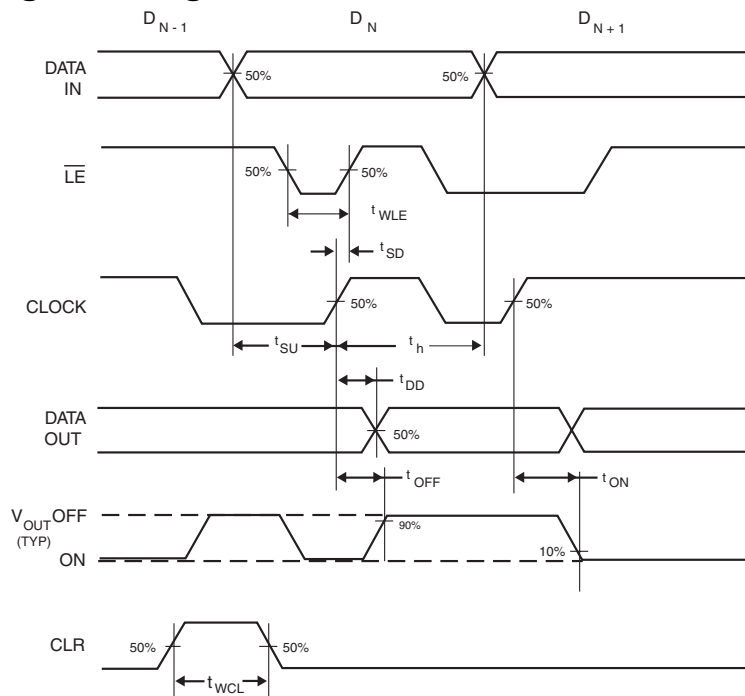 D N - 1 D N D N + 1
DATA IN 50% 50%
LE 50% 50%
t WLE
t SD
CLOCK 50% 50%
t SU t h
t DD
DATA OUT 50%
t OFF t ON
V OUT OFF (TYP) 90%
ON 10%
CLR 50% 50%
t WCL